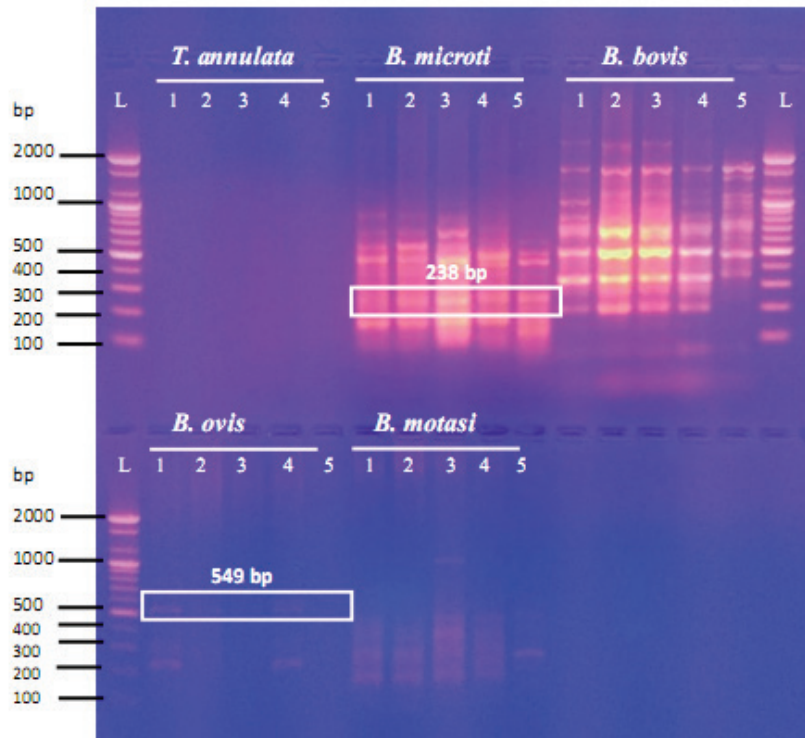 T. annulata B. microti B. bovis
L 1 2 3 4 5 1 2 3 4 5 1 2 3 4 5 L
bp
2000
1000
500
400
300
200
100
238 bp
B. ovis B. motasi
L 1 2 3 4 5 1 2 3 4 5
bp
2000
1000
500
400
300
200
100
549 bp